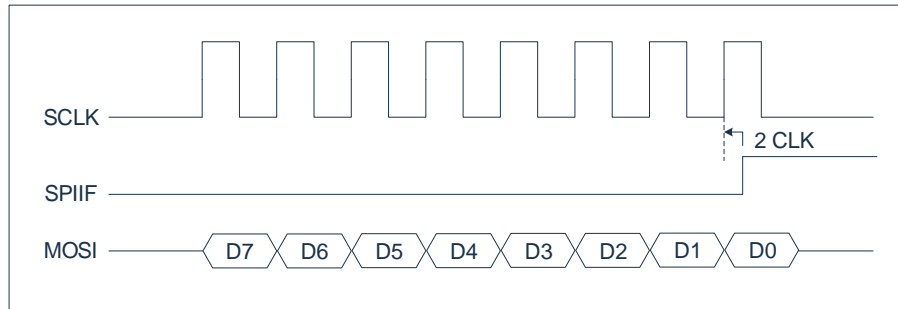 SCLK
2 CLK
SPIIF
MOSI
D7 D6 D5 D4 D3 D2 D1 D0